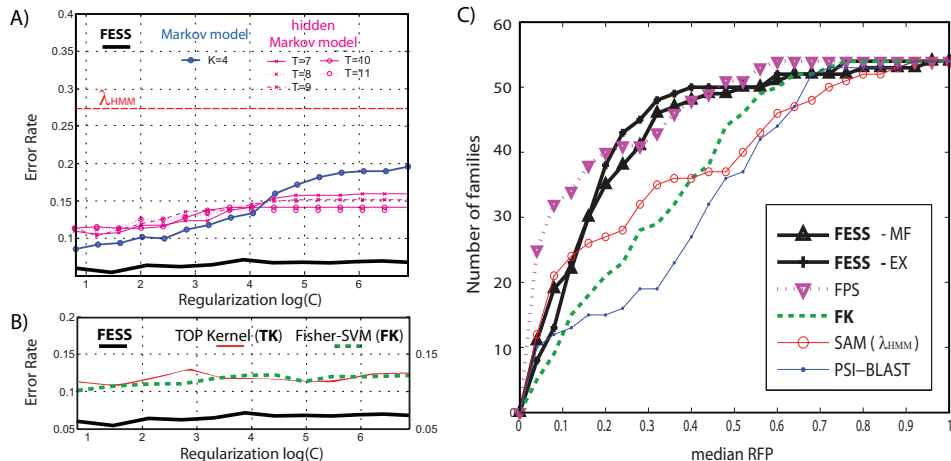 A)
FESS
Markov model
hidden
Markov model
K=4
T=7
T=10
T=8
T=11
T=9
λHMM
0.4
0.35
0.3
0.25
0.2
0.15
0.1
Error Rate
1 2 3 4 5 6
Regularization log(C)
B)
FESS
TOP Kernel (TK)
Fisher-SVM (FK)
0.15
0.1
0.05
0.15
0.1
0.05
Error Rate
1 2 3 4 5 6
Regularization log(C)
C)
60
50
40
30
20
10
0
Number of families
0 0.1 0.2 0.3 0.4 0.5 0.6 0.7 0.8 0.9 1
median RFP
FESS - MF
FESS - EX
FPS
FK
SAM (λHMM)
PSI-BLAST